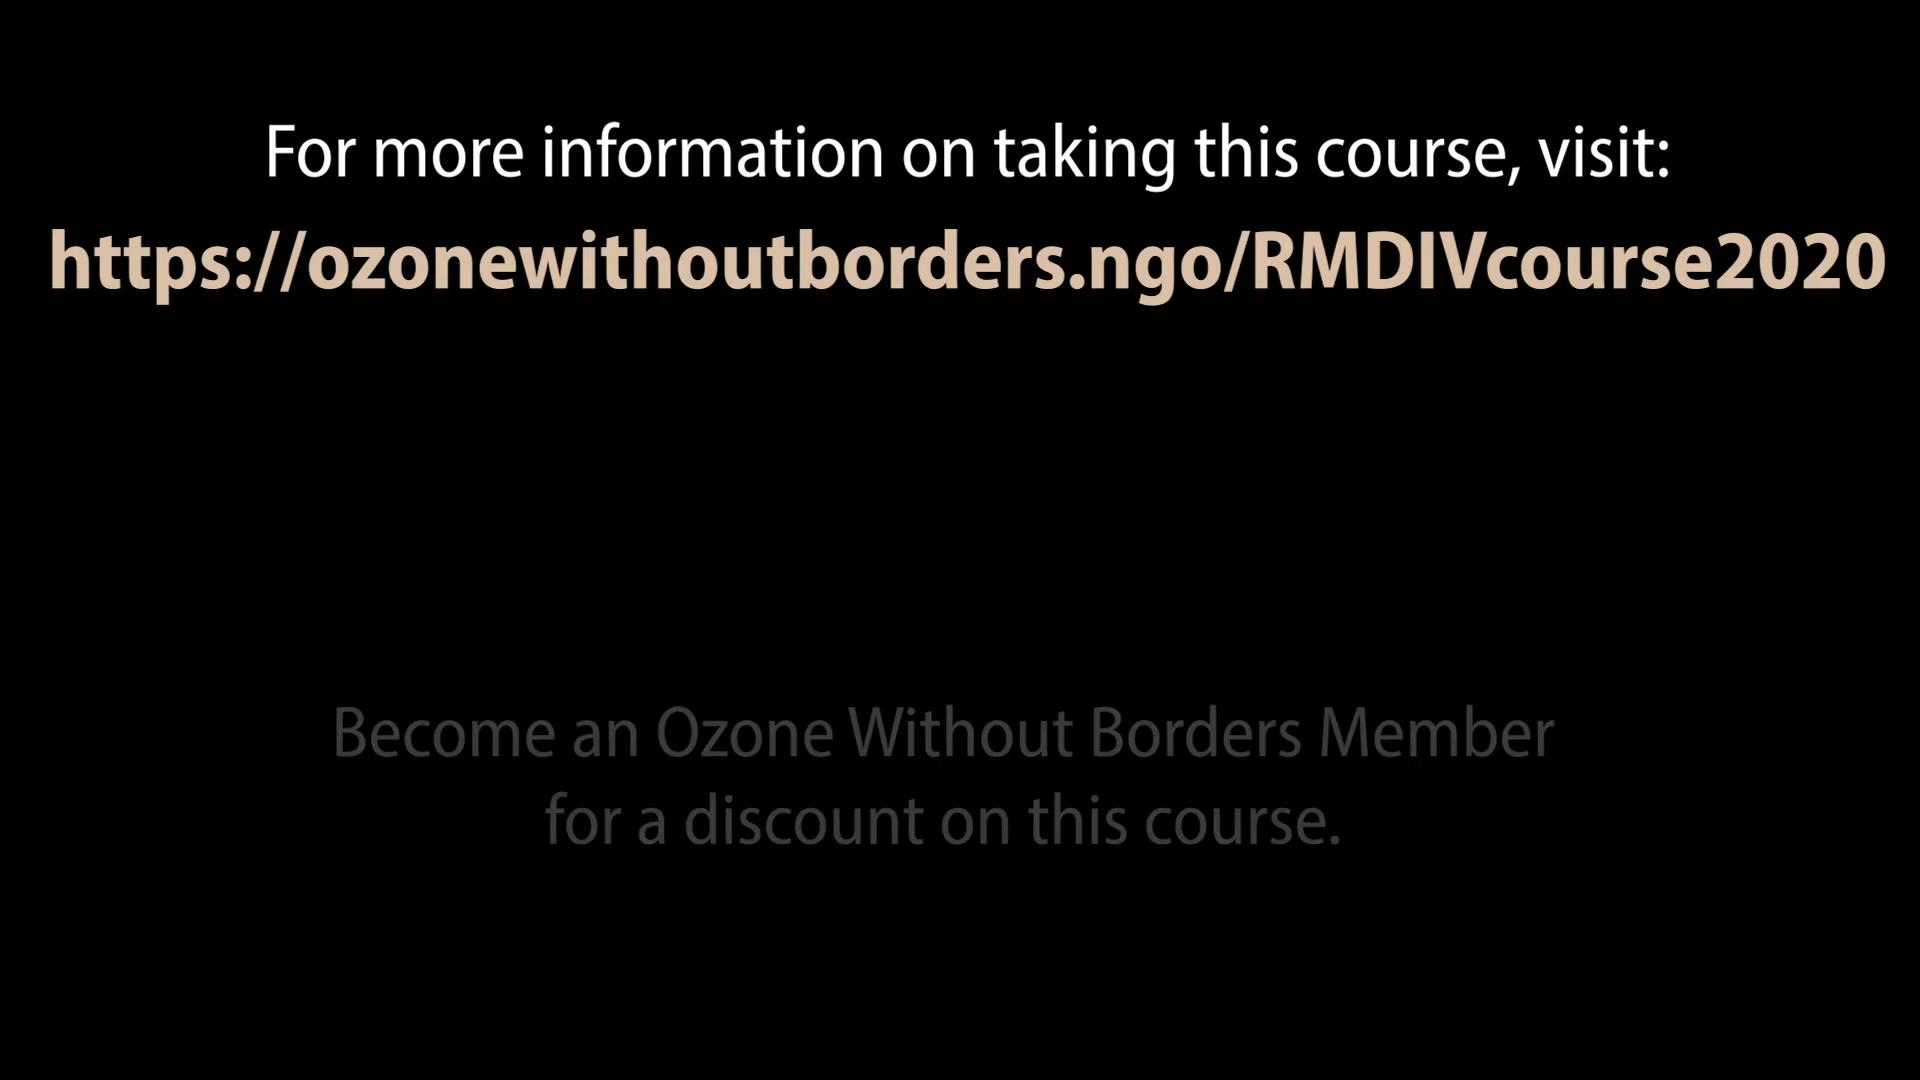 For more information on taking this course, visit:
https://ozonewithoutborders.ngo/RMDIVcourse2020
Become an Ozone Without Borders Member
for a discount on this course.